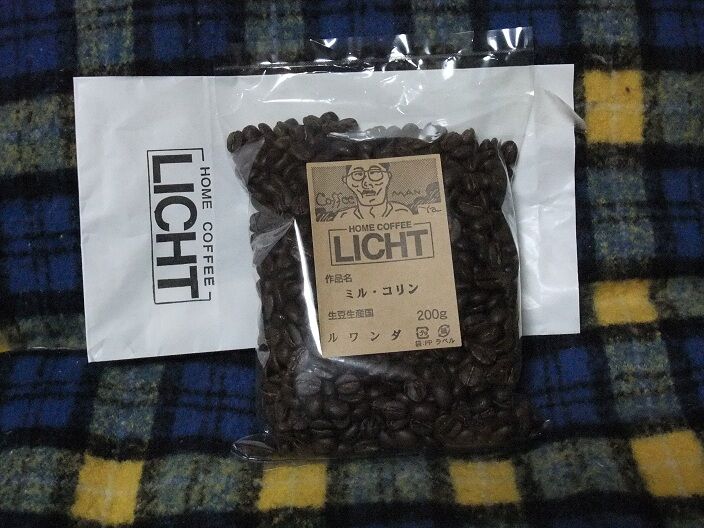 HOME COFFEE
LICHT
Coffee MAN
HOME COFFEE
LICHT
作品名
ミル・コリン
生豆生産国 200g
ルワンダ
袋:PP ラベル